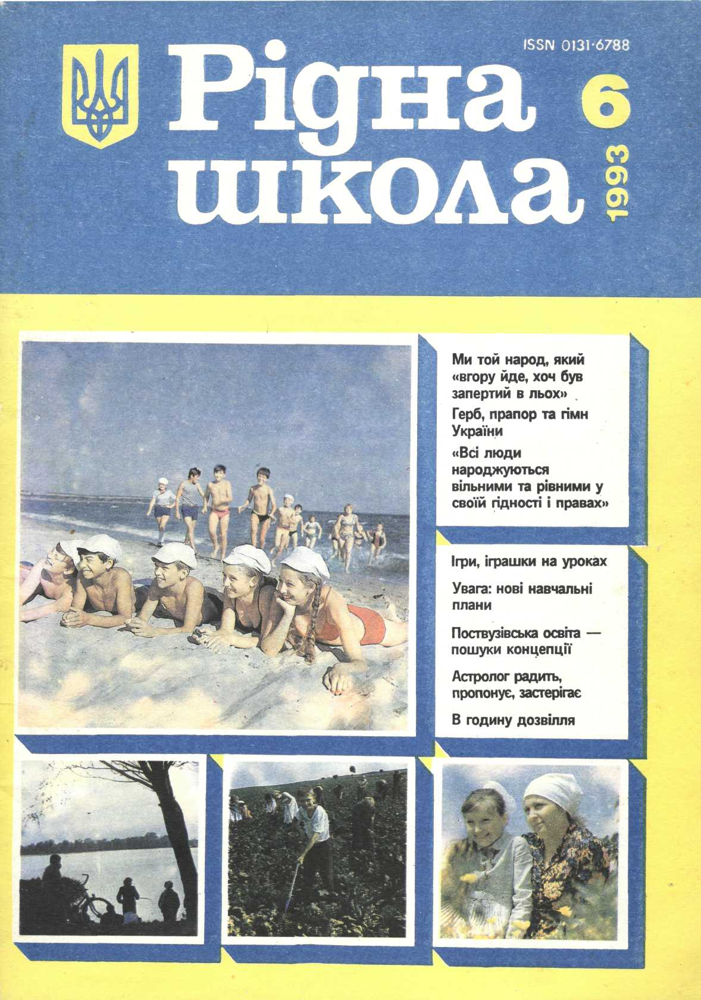 ISSN 0131-6788
Рідна
школа
6
1993
Ми той народ, який
«вгору йде, хоч був
запертий в льох»
Герб, прапор та гімн
України
«Всі люди
народжуються
вільними та рівними у
своїй гідності і правах»
Ігри, іграшки на уроках
Увага: нові навчальні
плани
Поствузівська освіта —
пошуки концепції
Астролог радить,
пропонує, застерігає
В годину дозвілля